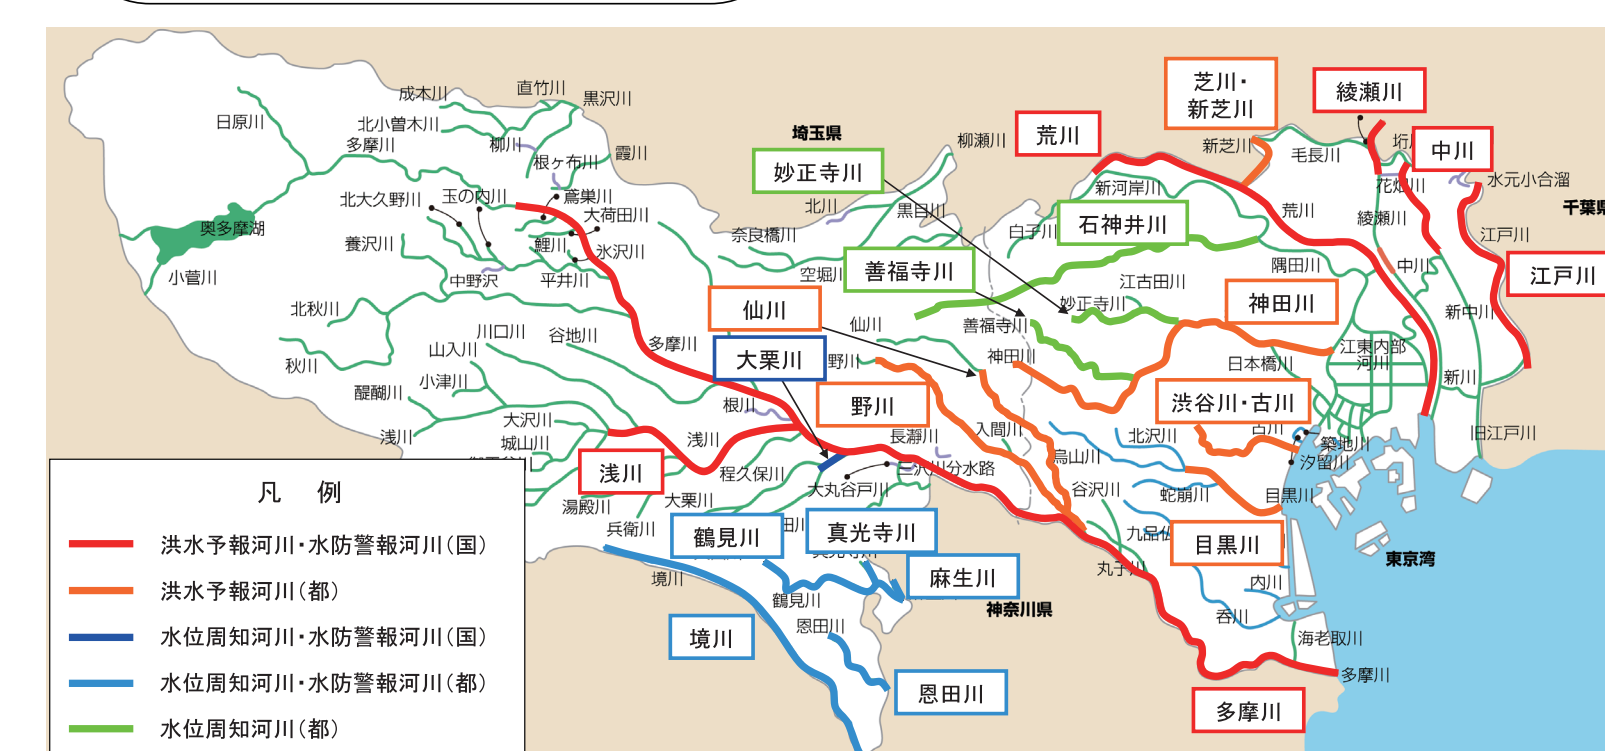 芝川・
新芝川
綾瀬川
荒川
中川
埼玉県
妙正寺川
石神井川
善福寺川
仙川
神田川
大栗川
野川
渋谷川・古川
浅川
鶴見川
真光寺川
麻生川
目黒川
境川
恩田川
多摩川
江戸川
神奈川県
東京湾
日原川
成木川
直竹川
黒沢川
北小曽木川
多摩川
柳川
根ヶ布川
霞川
柳瀬川
新芝川
毛長川
花畑川
水元小合溜
北大久野川
玉の内川
鳶巣川
大荷田川
北川
黒目川
新河岸川
荒川
綾瀬川
奥多摩湖
養沢川
鯉川
氷沢川
奈良橋川
白子川
江戸川
小菅川
中野沢
平井川
空堀川
江古田川
隅田川
中川
北秋川
妙正寺川
新中川
川口川
谷地川
多摩川
仙川
善福寺川
江東内部
河川
秋川
山入川
野川
神田川
日本橋川
新川
醍醐川
小津川
根川
大沢川
浅川
城山川
浅川
長瀞川
入間川
北沢川
古川
築地川
旧江戸川
汐留川
程久保川
三沢川分水路
烏山川
湯殿川
大栗川
大丸谷戸川
谷沢川
蛇崩川
目黒川
兵衛川
丸子川
境川
鶴見川
内川
呑川
恩田川
海老取川
多摩川
凡例
洪水予報河川・水防警報河川（国）
洪水予報河川（都）
水位周知河川・水防警報河川（国）
水位周知河川・水防警報河川（都）
水位周知河川（都）